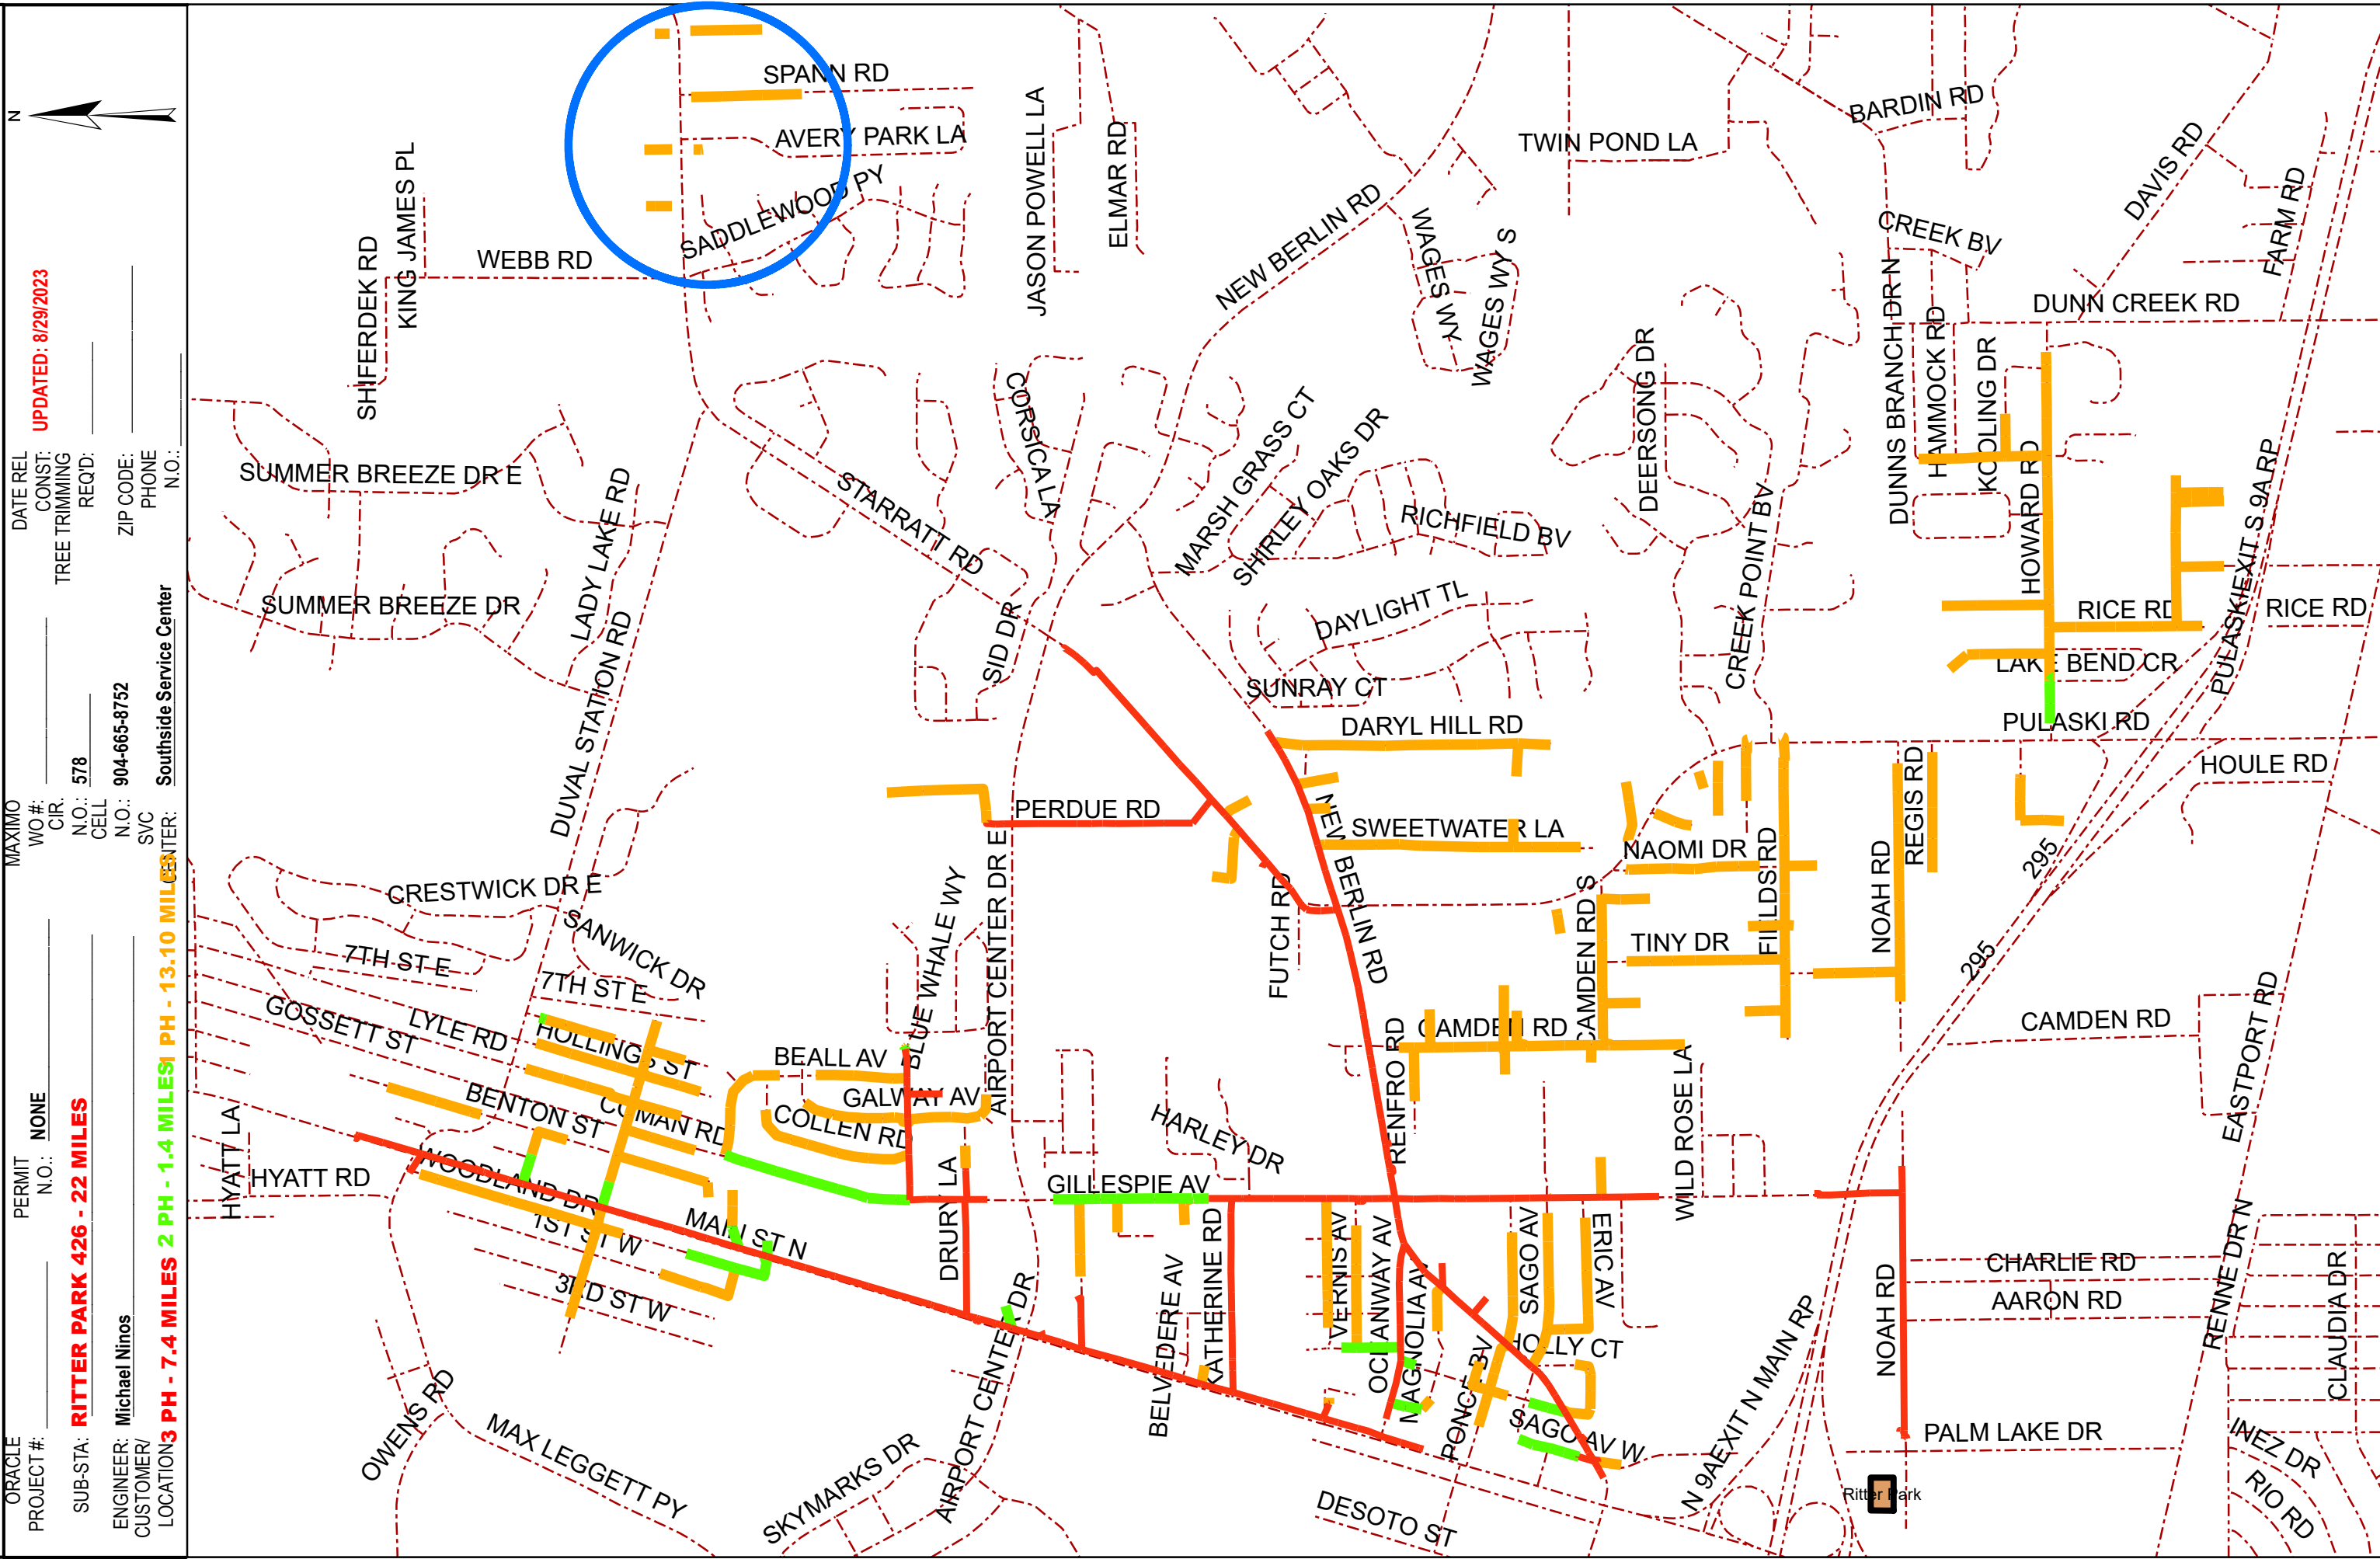 ORACLE
PROJECT #:
SUB-STA: RITTER PARK 426 - 22 MILES
ENGINEER: Michael Ninos
CUSTOMER/
LOCATION: 3 PH - 7.4 MILES 2 PH - 1.4 MILES 1 PH - 13.10 MILES
PERMIT
N.O.: NONE
MAXIMO
WO #:
CIR.
N.O.: 578
CELL
N.O.: 904-665-8752
SVC
CENTER: Southside Service Center
DATE REL
CONST: UPDATED: 8/29/2023
TREE TRIMMING
REQ'D:
ZIP CODE:
PHONE
N.O.:
N
SPANN RD
AVERY PARK LA
SADDLEWOOD PY
WEBB RD
KING JAMES PL
SHIFERDEK RD
JASON POWELL LA
ELMAR RD
NEW BERLIN RD
TWIN POND LA
BARDIN RD
DAVIS RD
FARM RD
WAGES WY
WAGES WY S
CREEK BV
DUNN CREEK RD
DUNNS BRANCH DR N
HAMMOCK RD
KOOLING DR
HOWARD RD
DEERSONG DR
CREEK POINT BV
SUMMER BREEZE DR E
SUMMER BREEZE DR
LADY LAKE RD
DUVAL STATION RD
STARRATT RD
CORSICA LA
SID DR
MARSH GRASS CT
SHIRLEY OAKS DR
RICHFIELD BV
DAYLIGHT TL
SUNRAY CT
DARYL HILL RD
RICE RD
RICE RD
LAKE BEND CR
PULASKI RD
PULASKIEXIT S 9A RP
HOULE RD
PERDUE RD
SWEETWATER LA
NEW BERLIN RD
NAOMI DR
FIELDS RD
REGIS RD
NOAH RD
295
295
CRESTWICK DR E
SANWICK DR
7TH ST E
7TH ST E
BLUE WHALE WY
AIRPORT CENTER DR E
FUTCH RD
CAMDEN RD S
TINY DR
LYLE RD
GOSSETT ST
HOLLINGS ST
BEALL AV
GALWAY AV
COLLEN RD
BENTON ST
COMAN RD
HARLEY DR
RENFRO RD
CAMDEN RD
CAMDEN RD
WILD ROSE LA
EASTPORT RD
HYATT LA
HYATT RD
WOODLAND DR
1ST ST W
3RD ST W
MAIN ST N
DRURY LA
GILLESPIE AV
AIRPORT CENTER DR
BELVEDERE AV
KATHERINE RD
VERNIS AV
OCEANWAY AV
MAGNOLIA AV
SAGO AV
ERIC AV
HOLLY CT
PONCE BV
SAGO AV W
N 9AEXIT N MAIN RP
NOAH RD
CHARLIE RD
AARON RD
RENNE DR N
CLAUDIA DR
PALM LAKE DR
INEZ DR
RIO RD
OWENS RD
MAX LEGGETT PY
SKYMARKS DR
DESOTO ST
Ritter Park